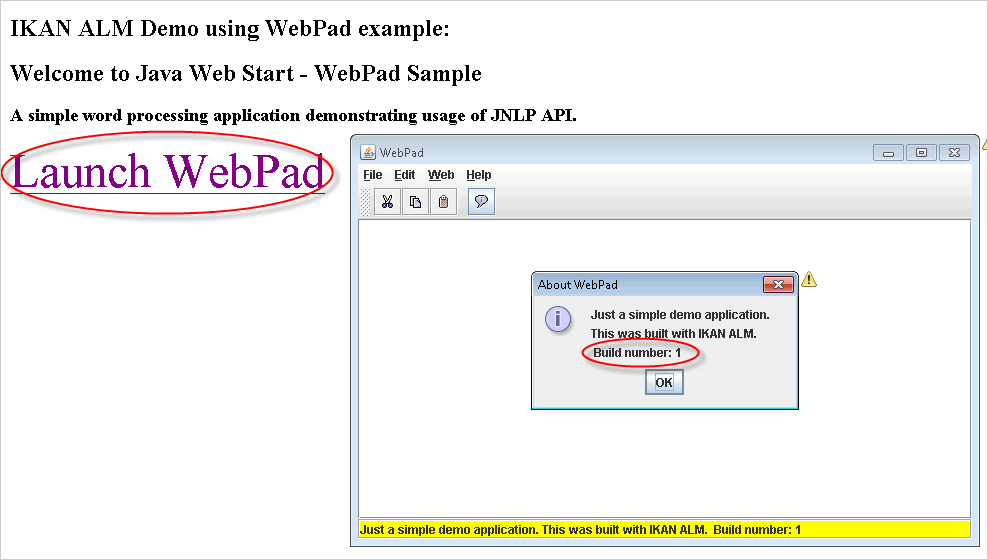 IKAN ALM Demo using WebPad example:
Welcome to Java Web Start - WebPad Sample
A simple word processing application demonstrating usage of JNLP API.
Launch WebPad
WebPad
File Edit Web Help
About WebPad
Just a simple demo application.
This was built with IKAN ALM.
Build number: 1
OK
Just a simple demo application. This was built with IKAN ALM. Build number: 1